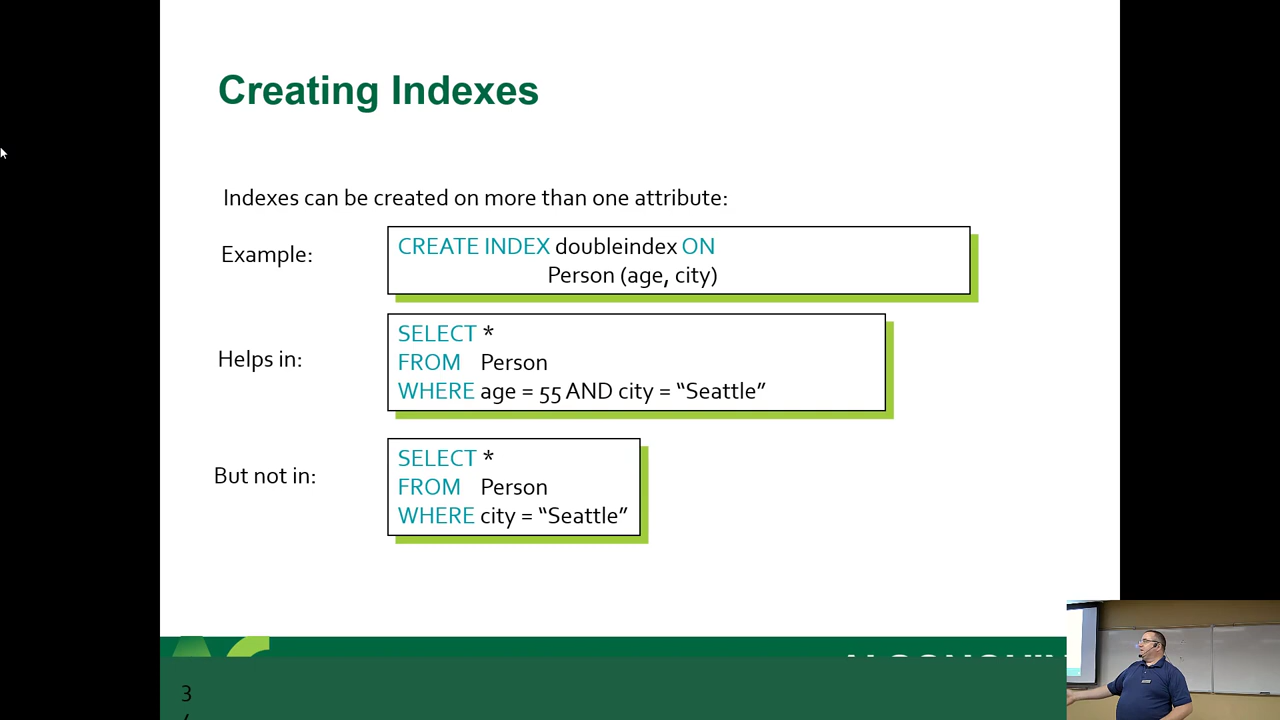 Creating Indexes
Indexes can be created on more than one attribute:
Example:
CREATE INDEX doubleindex ON
Person (age, city)
Helps in:
SELECT *
FROM Person
WHERE age = 55 AND city = “Seattle”
But not in:
SELECT *
FROM Person
WHERE city = “Seattle”
3